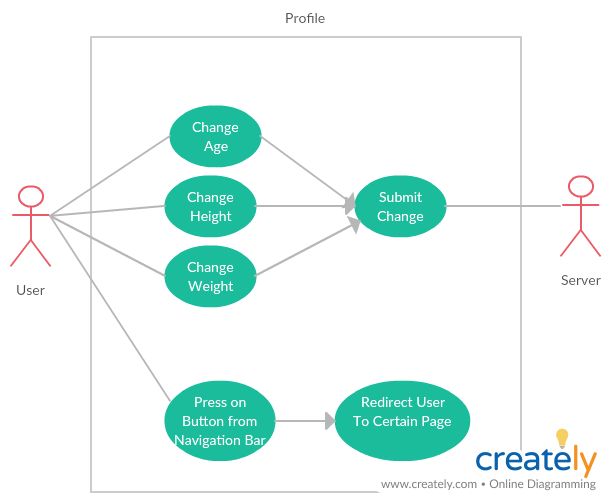 Profile
Change
Age
Change
Height
Submit
Change
Change
Weight
User
Server
Press on
Button from
Navigation Bar
Redirect User
To Certain Page
creately
www.creately.com • Online Diagramming